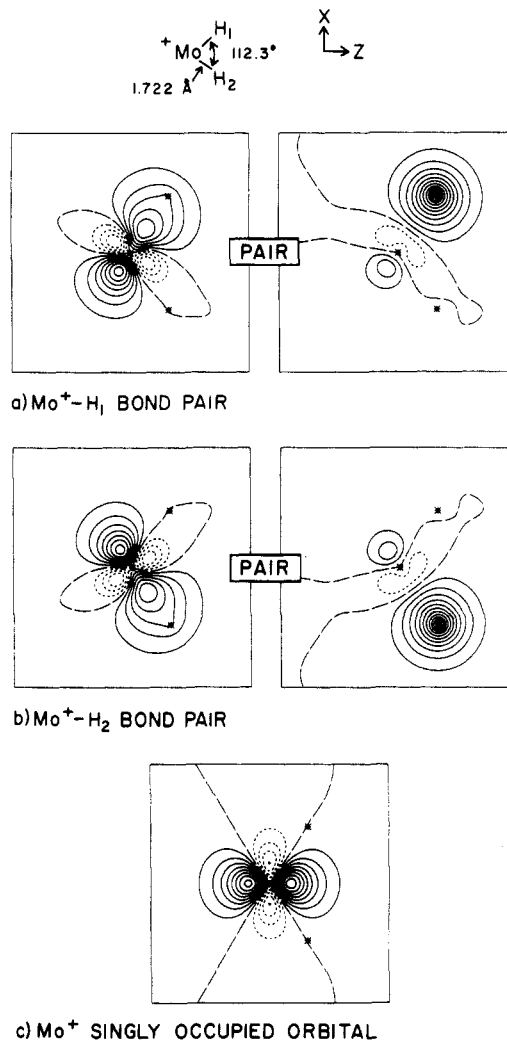 X
H₁
+ Mo 112.3° Z
H₂
1.722 Å
PAIR
a) Mo⁺-H₁ BOND PAIR
PAIR
b) Mo⁺-H₂ BOND PAIR
c) Mo⁺ SINGLY OCCUPIED ORBITAL